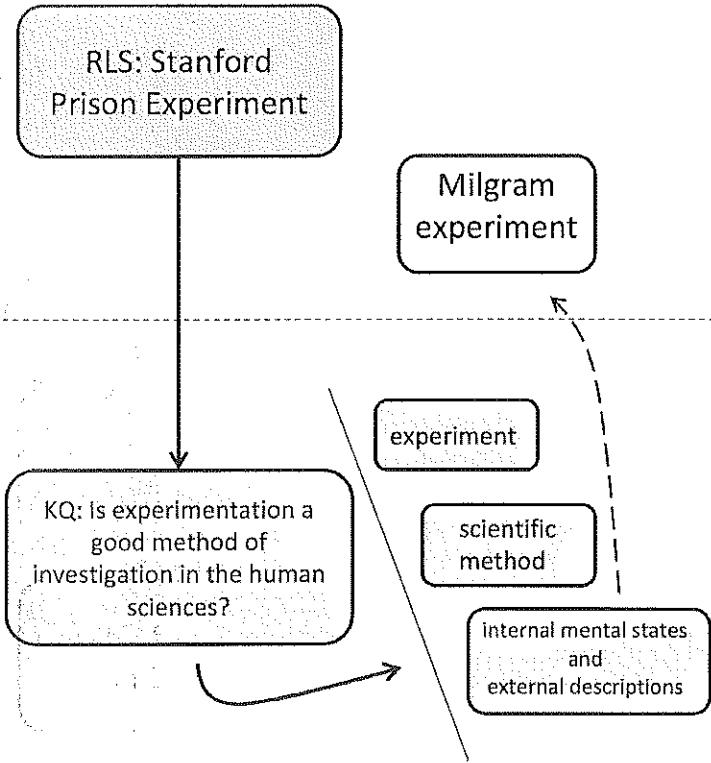 RLS: Stanford
Prison Experiment
Milgram
experiment
experiment
KQ: Is experimentation a
good method of
investigation in the human
sciences?
scientific
method
internal mental states
and
external descriptions